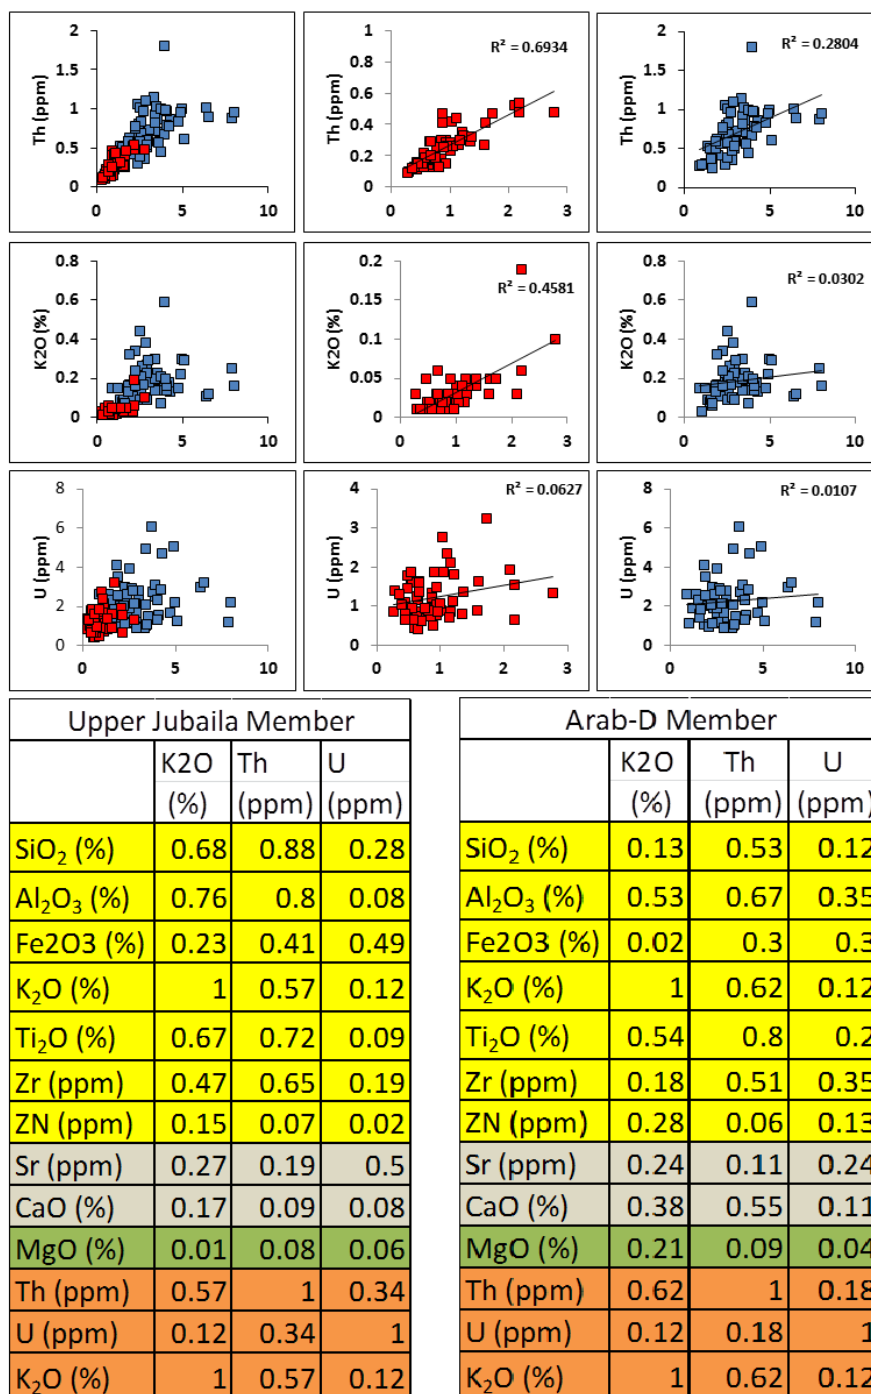 Th (ppm)
2
1.5
1
0.5
0
0 5 10
Th (ppm)
1
0.8
0.6
0.4
0.2
0
0 1 2 3
R² = 0.6934
Th (ppm)
2
1.5
1
0.5
0
0 5 10
R² = 0.2804
K2O (%)
0.8
0.6
0.4
0.2
0
0 5 10
K2O (%)
0.2
0.15
0.1
0.05
0
0 1 2 3
R² = 0.4581
K2O (%)
0.8
0.6
0.4
0.2
0
0 5 10
R² = 0.0302
U (ppm)
8
6
4
2
0
0 5 10
U (ppm)
4
3
2
1
0
0 1 2 3
R² = 0.0627
U (ppm)
8
6
4
2
0
0 5 10
R² = 0.0107
Upper Jubaila Member
K2O Th U
(%) (ppm) (ppm)
SiO₂ (%) 0.68 0.88 0.28
Al₂O₃ (%) 0.76 0.8 0.08
Fe2O3 (%) 0.23 0.41 0.49
K₂O (%) 1 0.57 0.12
Ti₂O (%) 0.67 0.72 0.09
Zr (ppm) 0.47 0.65 0.19
ZN (ppm) 0.15 0.07 0.02
Sr (ppm) 0.27 0.19 0.5
CaO (%) 0.17 0.09 0.08
MgO (%) 0.01 0.08 0.06
Th (ppm) 0.57 1 0.34
U (ppm) 0.12 0.34 1
K₂O (%) 1 0.57 0.12
Arab-D Member
K2O Th U
(%) (ppm) (ppm)
SiO₂ (%) 0.13 0.53 0.12
Al₂O₃ (%) 0.53 0.67 0.35
Fe2O3 (%) 0.02 0.3 0.3
K₂O (%) 1 0.62 0.12
Ti₂O (%) 0.54 0.8 0.2
Zr (ppm) 0.18 0.51 0.35
ZN (ppm) 0.28 0.06 0.13
Sr (ppm) 0.24 0.11 0.24
CaO (%) 0.38 0.55 0.11
MgO (%) 0.21 0.09 0.04
Th (ppm) 0.62 1 0.18
U (ppm) 0.12 0.18 1
K₂O (%) 1 0.62 0.12